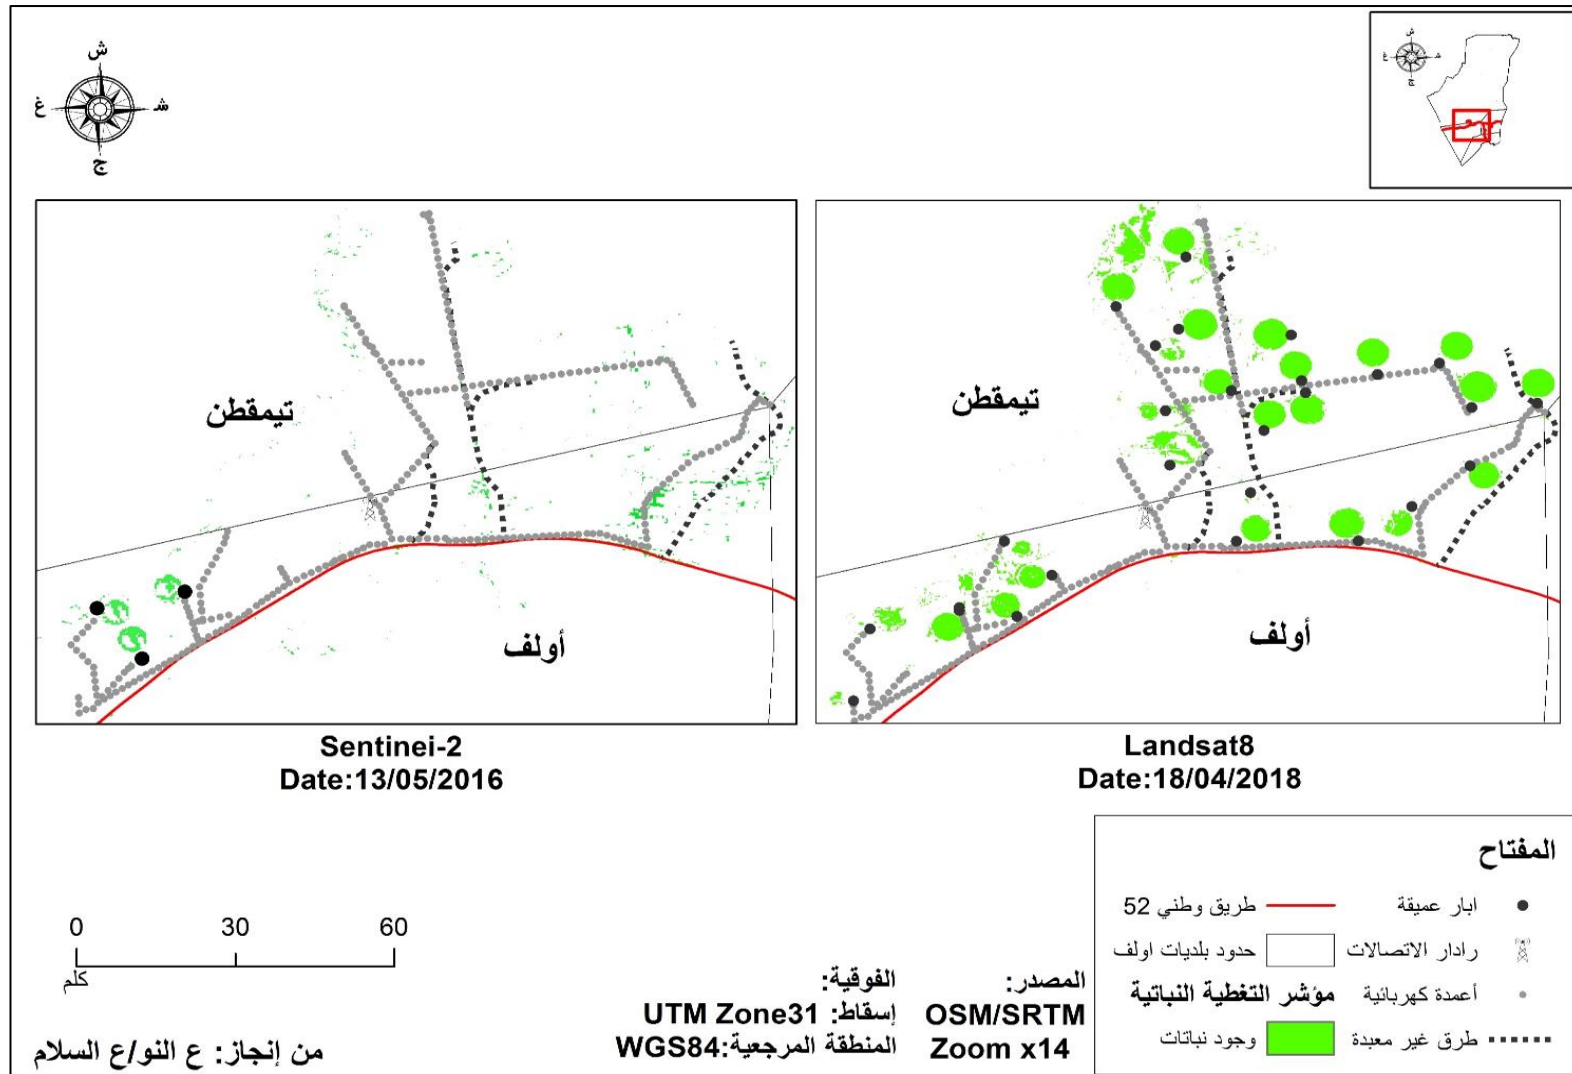 ش
غ
شـ
ج
ش
غ
شـ
ج
تيمقطن
أولف
تيمقطن
أولف
Sentinei-2
Date:13/05/2016
Landsat8
Date:18/04/2018
المفتاح
ابار عميقة
طريق وطني 52
رادار الاتصالات
حدود بلديات اولف
أعمدة كهربائية
مؤشر التغطية النباتية
طرق غير معبدة
وجود نباتات
0 30 60
كلم
المصدر:
OSM/SRTM
Zoom x14
الفوقية:
إسقاط: UTM Zone31
المنطقة المرجعية:WGS84
من إنجاز: ع النو/ع السلام